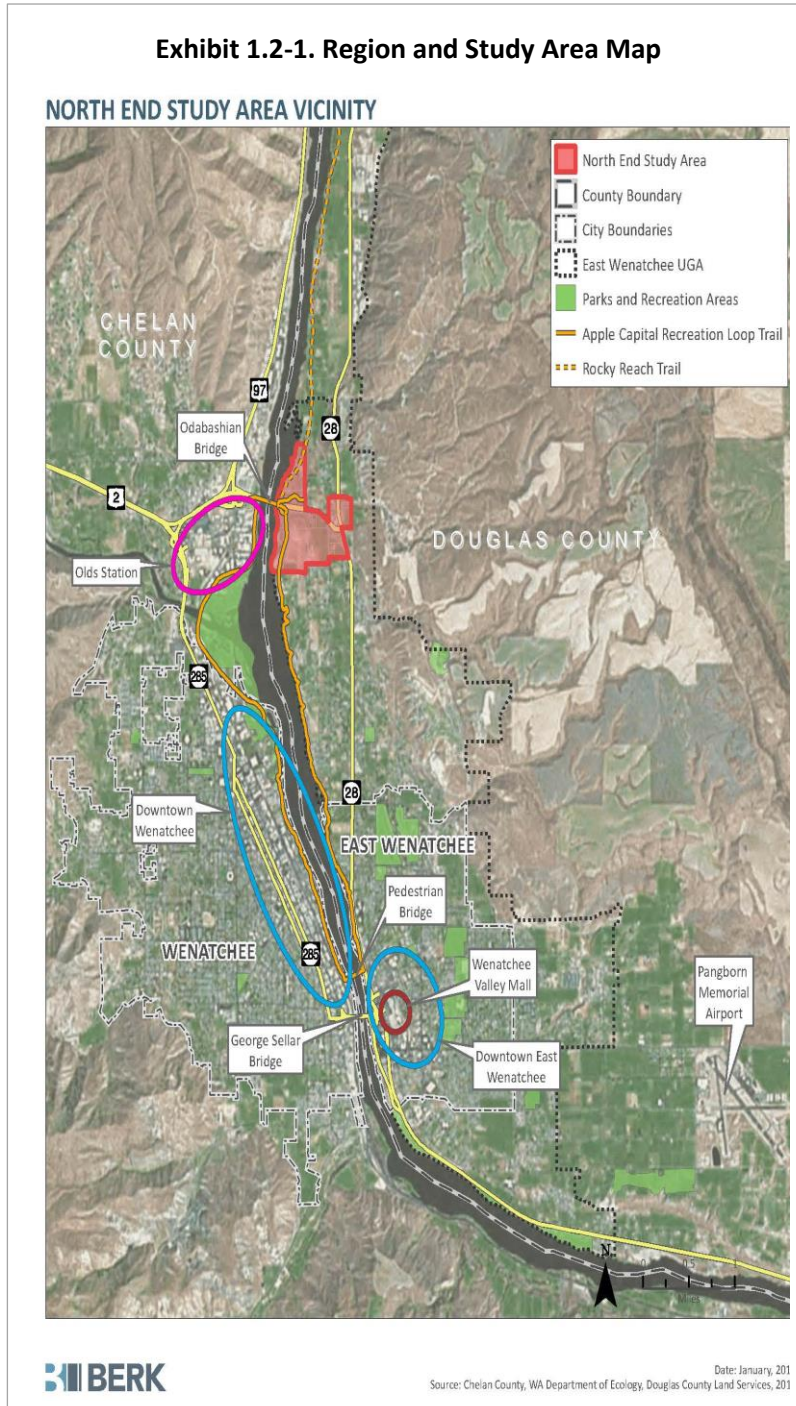 Exhibit 1.2-1. Region and Study Area Map
NORTH END STUDY AREA VICINITY
North End Study Area
County Boundary
City Boundaries
East Wenatchee UGA
Parks and Recreation Areas
Apple Capital Recreation Loop Trail
Rocky Reach Trail
CHELAN
COUNTY
97
Odabashian
Bridge
28
2
DOUGLAS COUNTY
Olds Station
285
Downtown
Wenatchee
28
EAST WENATCHEE
Pedestrian
Bridge
WENATCHEE
285
Wenatchee
Valley Mall
Pangborn
Memorial
Airport
George Sellar
Bridge
Downtown East
Wenatchee
N
0 0.5 1
Miles
BERK
Date: January, 201
Source: Chelan County, WA Department of Ecology, Douglas County Land Services, 201